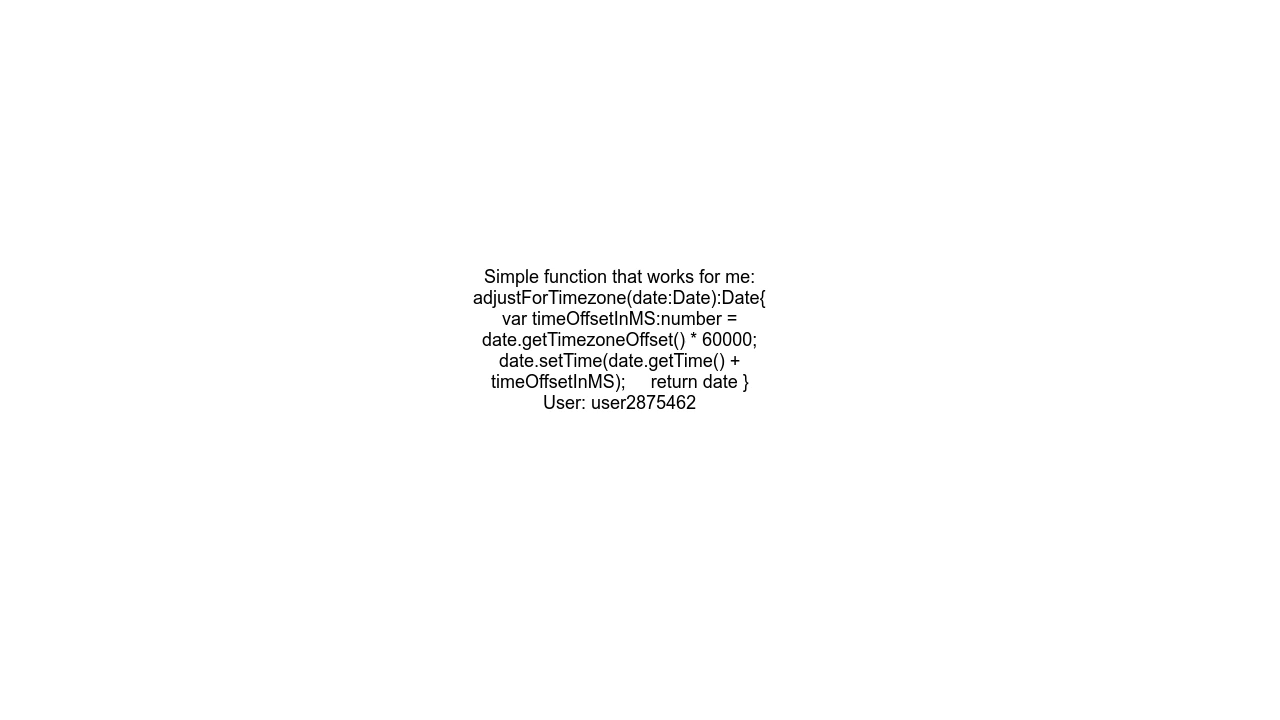 Simple function that works for me:
adjustForTimezone(date:Date):Date{
var timeOffsetInMS:number =
date.getTimezoneOffset() * 60000;
date.setTime(date.getTime() +
timeOffsetInMS);     return date }
User: user2875462